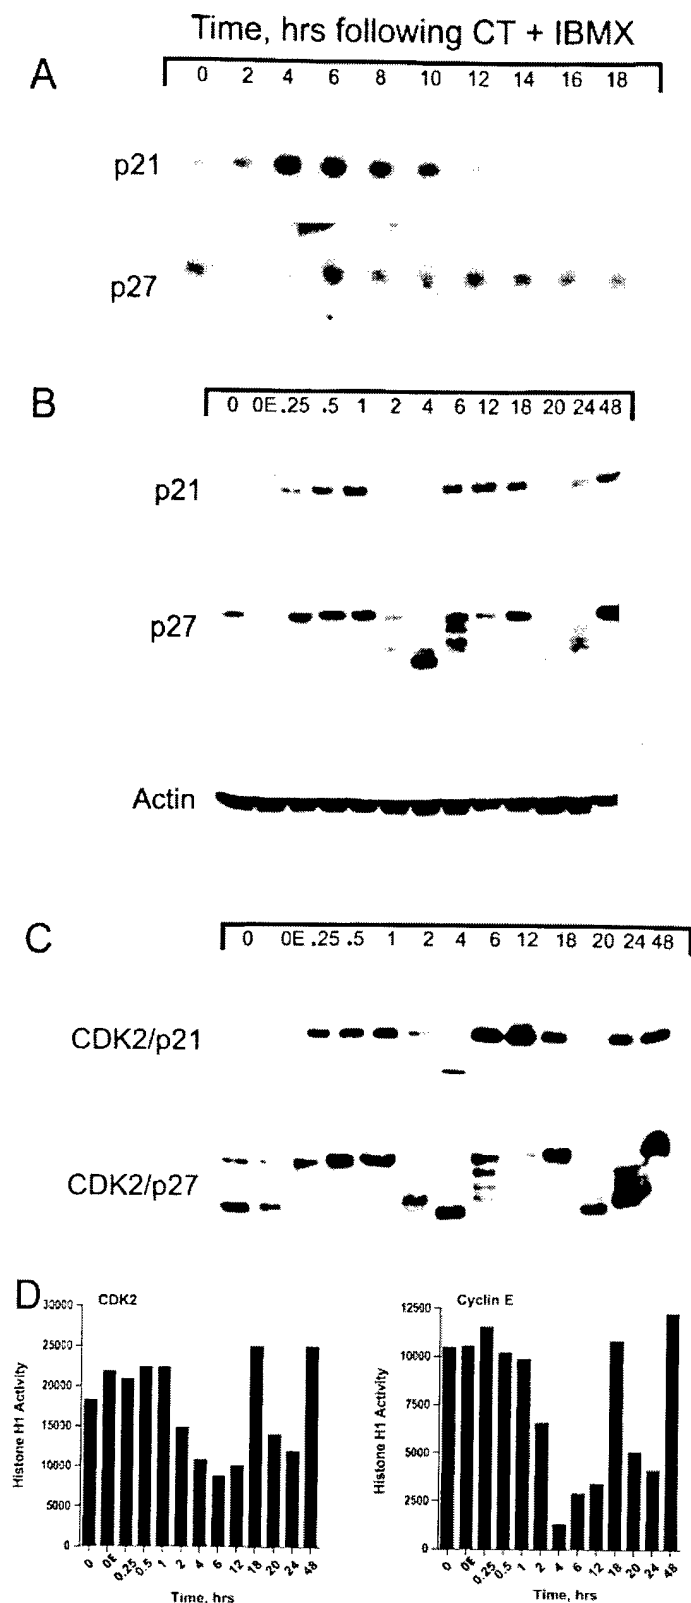 Time, hrs following CT + IBMX
A
0 2 4 6 8 10 12 14 16 18
p21
p27
B
0 0E .25 .5 1 2 4 6 12 18 20 24 48
p21
p27
Actin
C
0 0E .25 .5 1 2 4 6 12 18 20 24 48
CDK2/p21
CDK2/p27
D
CDK2
Histone H1 Activity
30000
25000
20000
15000
10000
5000
0
0 0E 0.25 0.5 1 2 4 6 12 18 20 24 48
Time, hrs
Cyclin E
Histone H1 Activity
12500
10000
7500
5000
2500
0
0 0E 0.25 0.5 1 2 4 6 12 18 20 24 48
Time, hrs